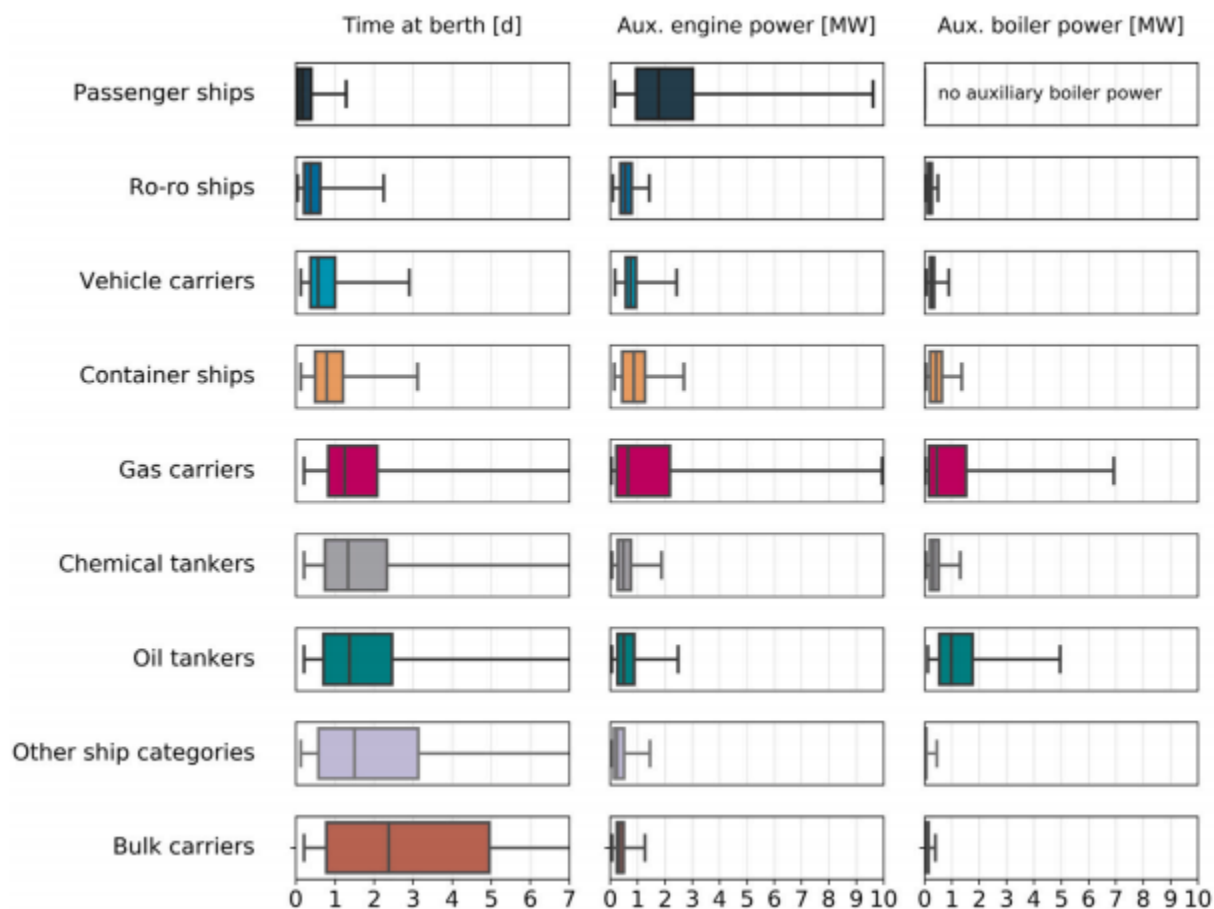 Time at berth [d] Aux. engine power [MW] Aux. boiler power [MW]
Passenger ships no auxiliary boiler power
Ro-ro ships
Vehicle carriers
Container ships
Gas carriers
Chemical tankers
Oil tankers
Other ship categories
Bulk carriers
0 1 2 3 4 5 6 7 0 1 2 3 4 5 6 7 8 9 10 0 1 2 3 4 5 6 7 8 9 10